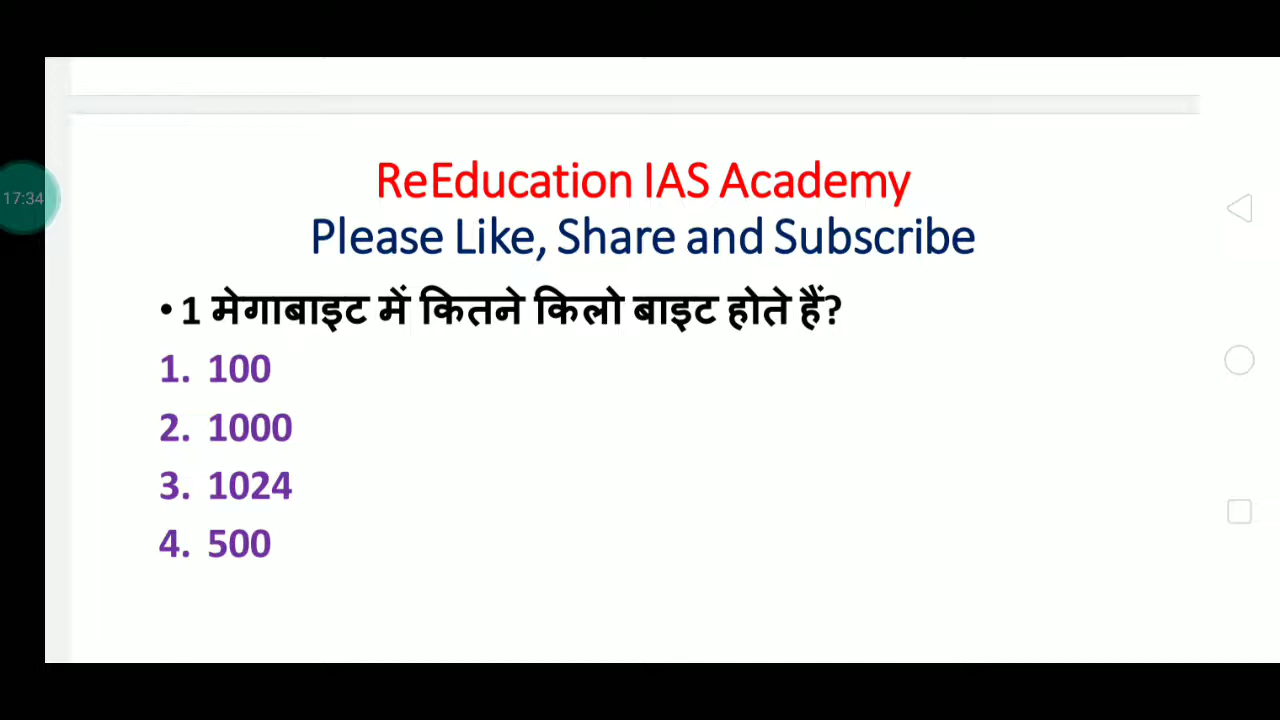 ReEducation IAS Academy
Please Like, Share and Subscribe
17:34
• 1 मेगाबाइट में कितने किलो बाइट होते हैं?
1. 100
2. 1000
3. 1024
4. 500